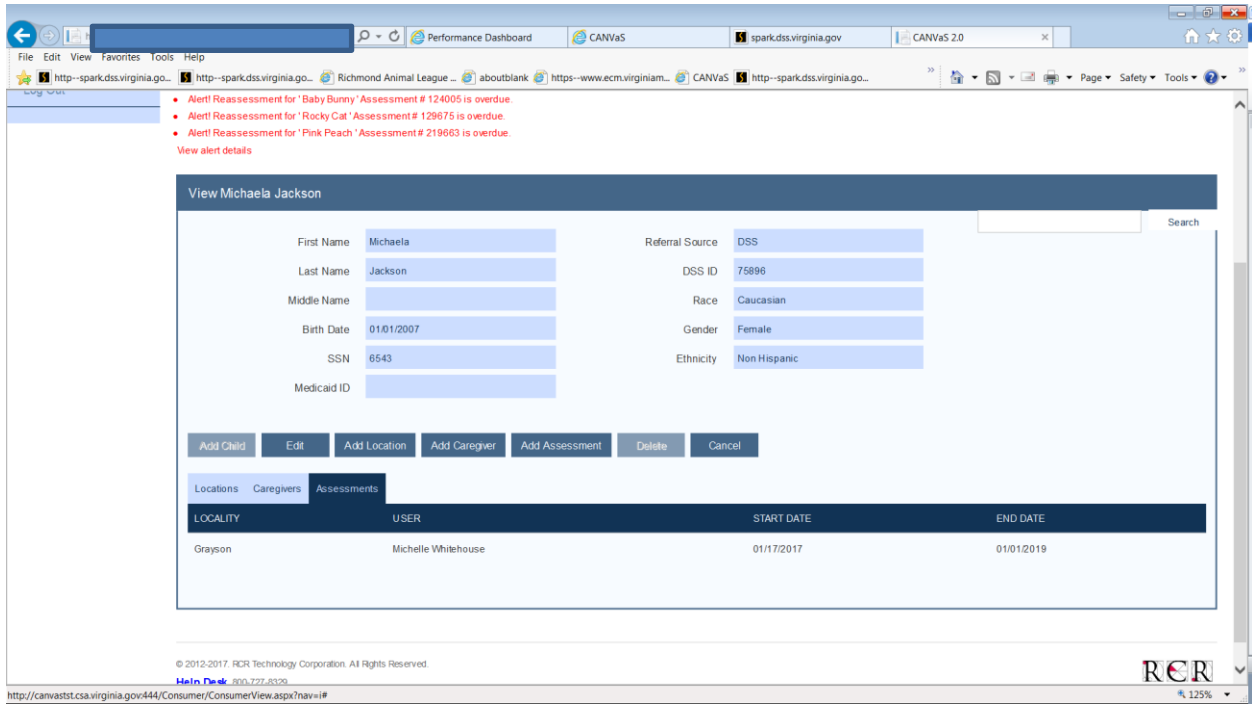 Performance Dashboard CANVaS spark.dss.virginia.gov CANVaS 2.0
File Edit View Favorites Tools Help
http--spark.dss.virginia.go... http--spark.dss.virginia.go... Richmond Animal League ... aboutblank https--www.ecm.virginiam... CANVaS http--spark.dss.virginia.go... Page Safety Tools
Log Out
Alert! Reassessment for ' Baby Bunny ' Assessment # 124005 is overdue.
Alert! Reassessment for ' Rocky Cat ' Assessment # 129675 is overdue.
Alert! Reassessment for ' Pink Peach ' Assessment # 219663 is overdue.
View alert details
View Michaela Jackson
Search
First Name Michaela Referral Source DSS
Last Name Jackson DSS ID 75896
Middle Name Race Caucasian
Birth Date 01/01/2007 Gender Female
SSN 6543 Ethnicity Non Hispanic
Medicaid ID
Add Child Edit Add Location Add Caregiver Add Assessment Delete Cancel
Locations Caregivers Assessments
LOCALITY USER START DATE END DATE
Grayson Michelle Whitehouse 01/17/2017 01/01/2019
© 2012-2017. RCR Technology Corporation. All Rights Reserved.
RCR
Help Desk 800-727-8329
http://canvastst.csa.virginia.gov:444/Consumer/ConsumerView.aspx?nav=i# 125%